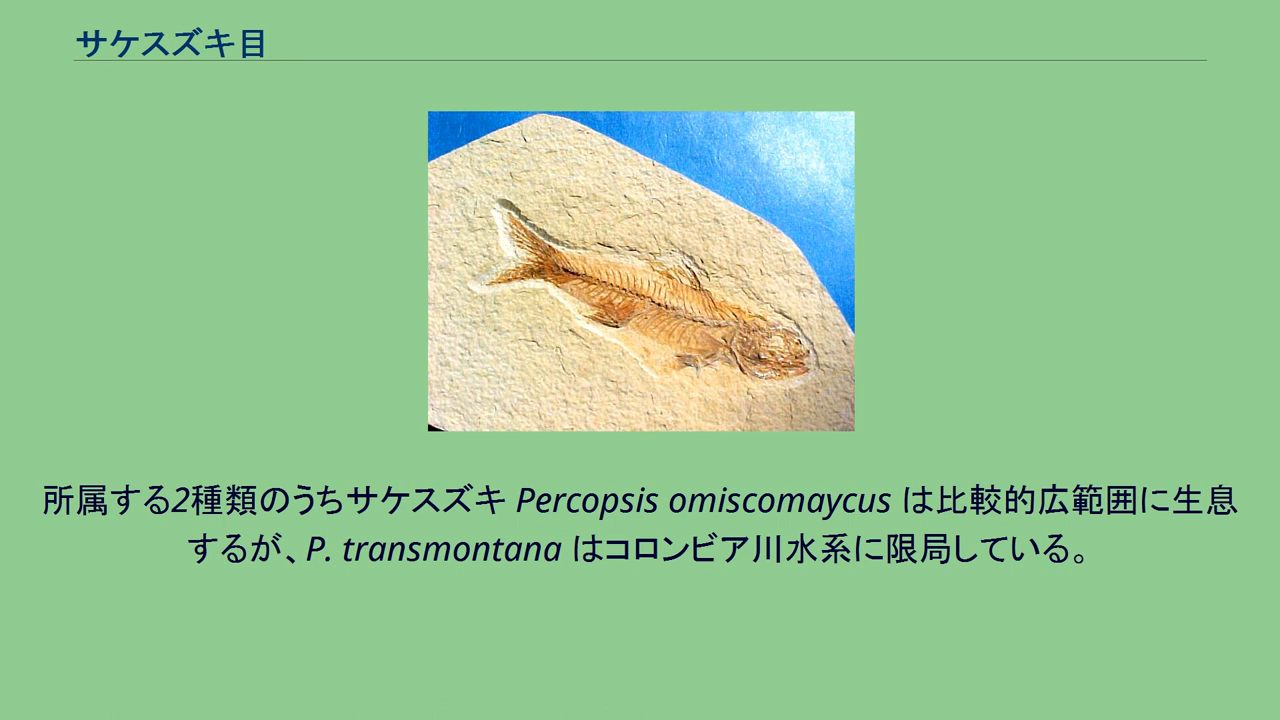 サケスズキ目
所属する2種類のうちサケスズキ Percopsis omiscomaycus は比較的広範囲に生息
するが、P. transmontana はコロンビア川水系に限局している。